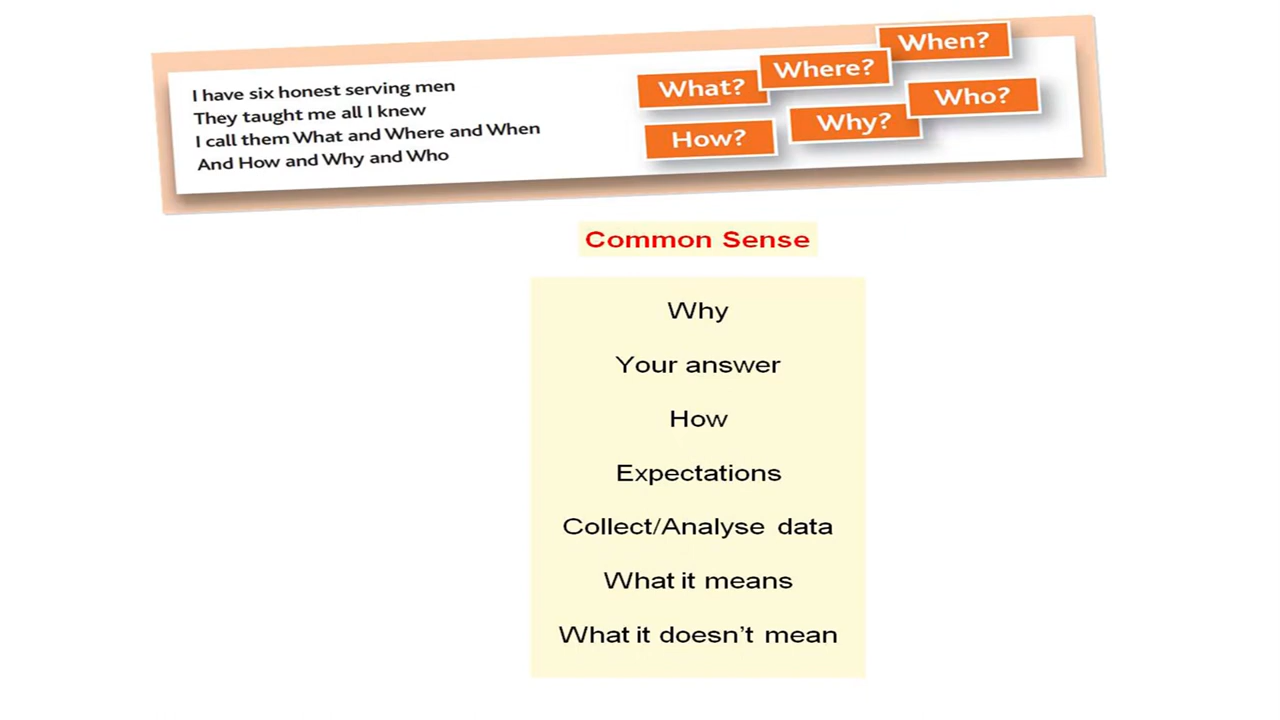 I have six honest serving men
They taught me all I knew
I call them What and Where and When
And How and Why and Who
What?
Where?
When?
How?
Why?
Who?
Common Sense
Why
Your answer
How
Expectations
Collect/Analyse data
What it means
What it doesn't mean